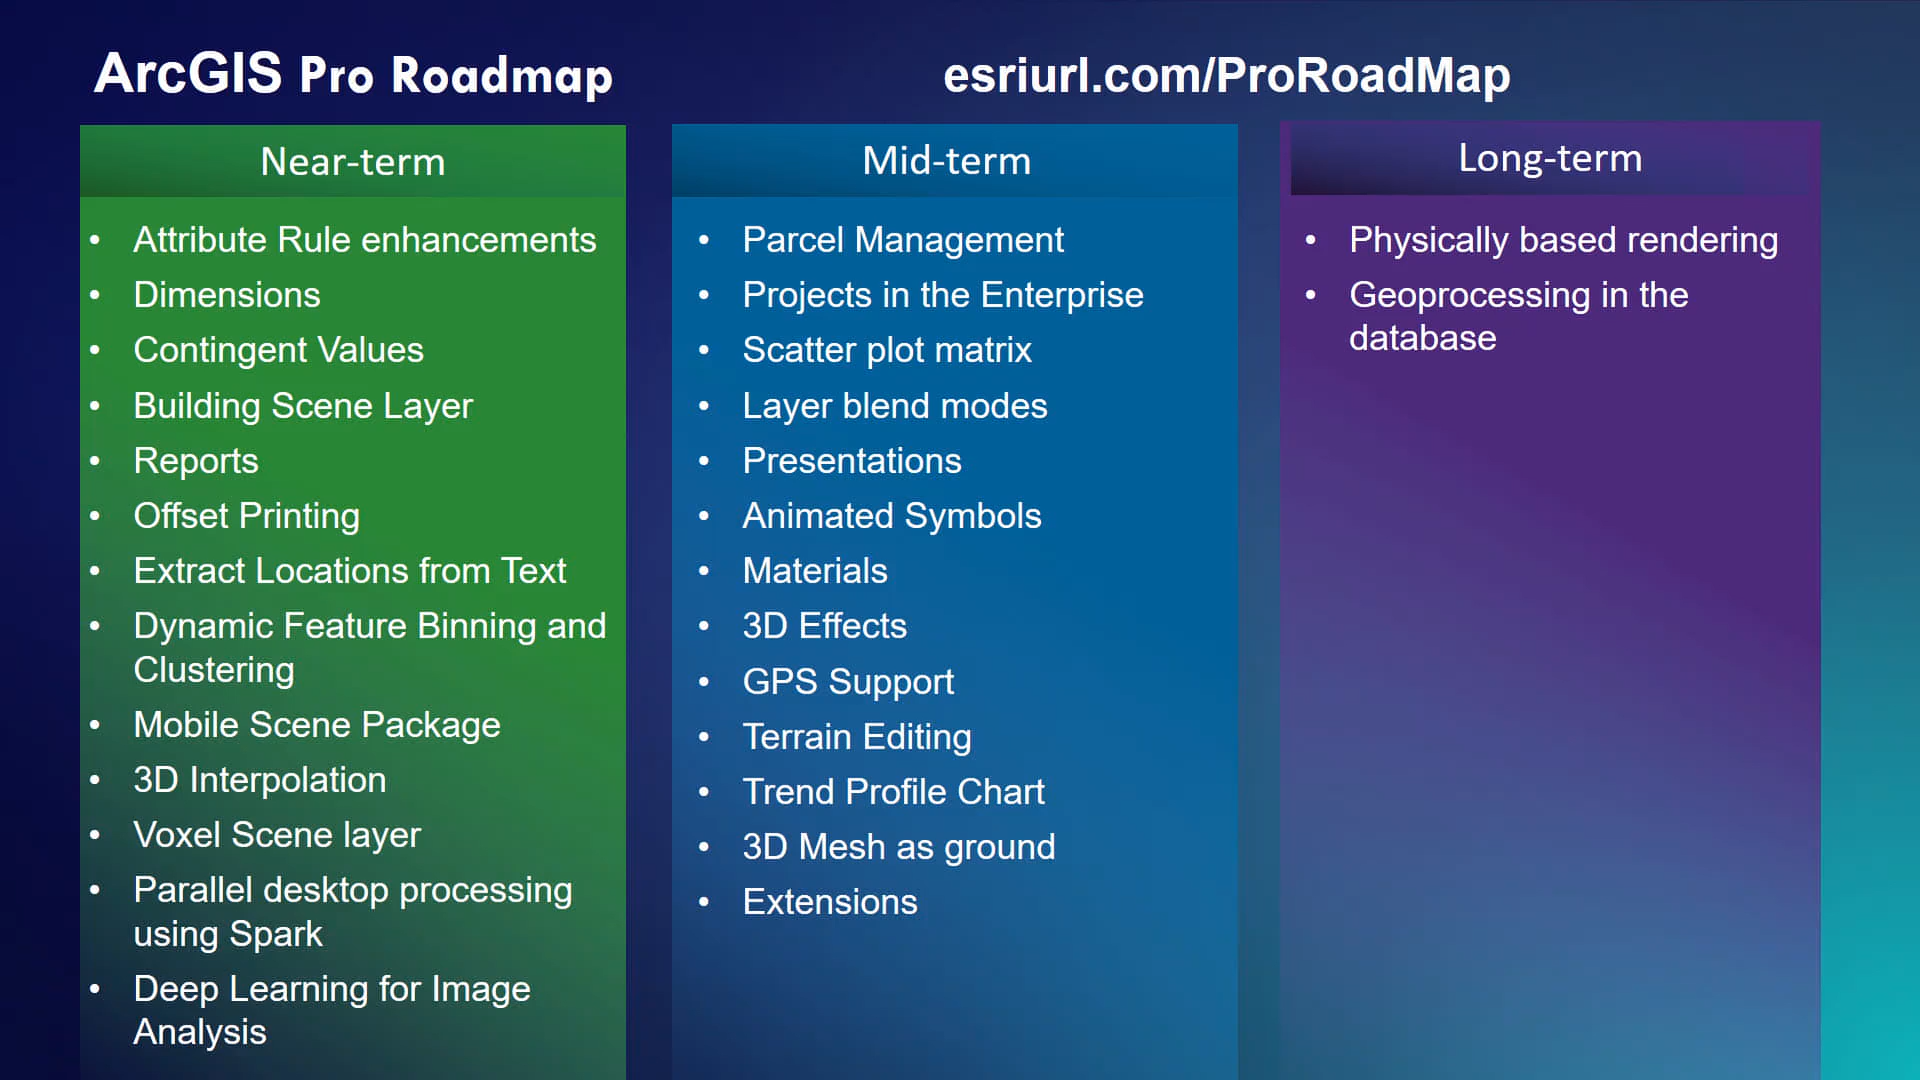 ArcGIS Pro Roadmap
esriurl.com/ProRoadMap
Near-term
• Attribute Rule enhancements
• Dimensions
• Contingent Values
• Building Scene Layer
• Reports
• Offset Printing
• Extract Locations from Text
• Dynamic Feature Binning and
Clustering
• Mobile Scene Package
• 3D Interpolation
• Voxel Scene layer
• Parallel desktop processing
using Spark
• Deep Learning for Image
Analysis
Mid-term
• Parcel Management
• Projects in the Enterprise
• Scatter plot matrix
• Layer blend modes
• Presentations
• Animated Symbols
• Materials
• 3D Effects
• GPS Support
• Terrain Editing
• Trend Profile Chart
• 3D Mesh as ground
• Extensions
Long-term
• Physically based rendering
• Geoprocessing in the
database